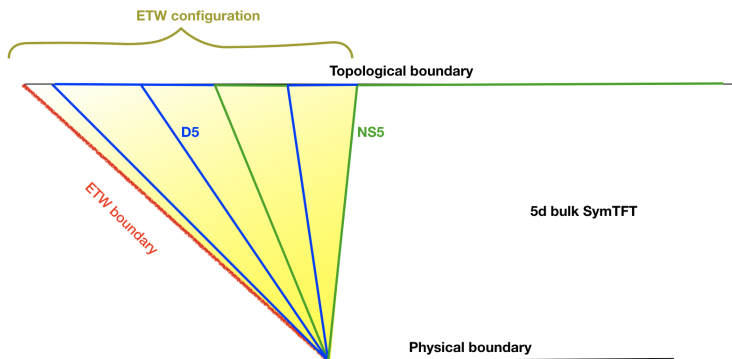 ETW configuration
Topological boundary
D5
NS5
ETW boundary
5d bulk SymTFT
Physical boundary